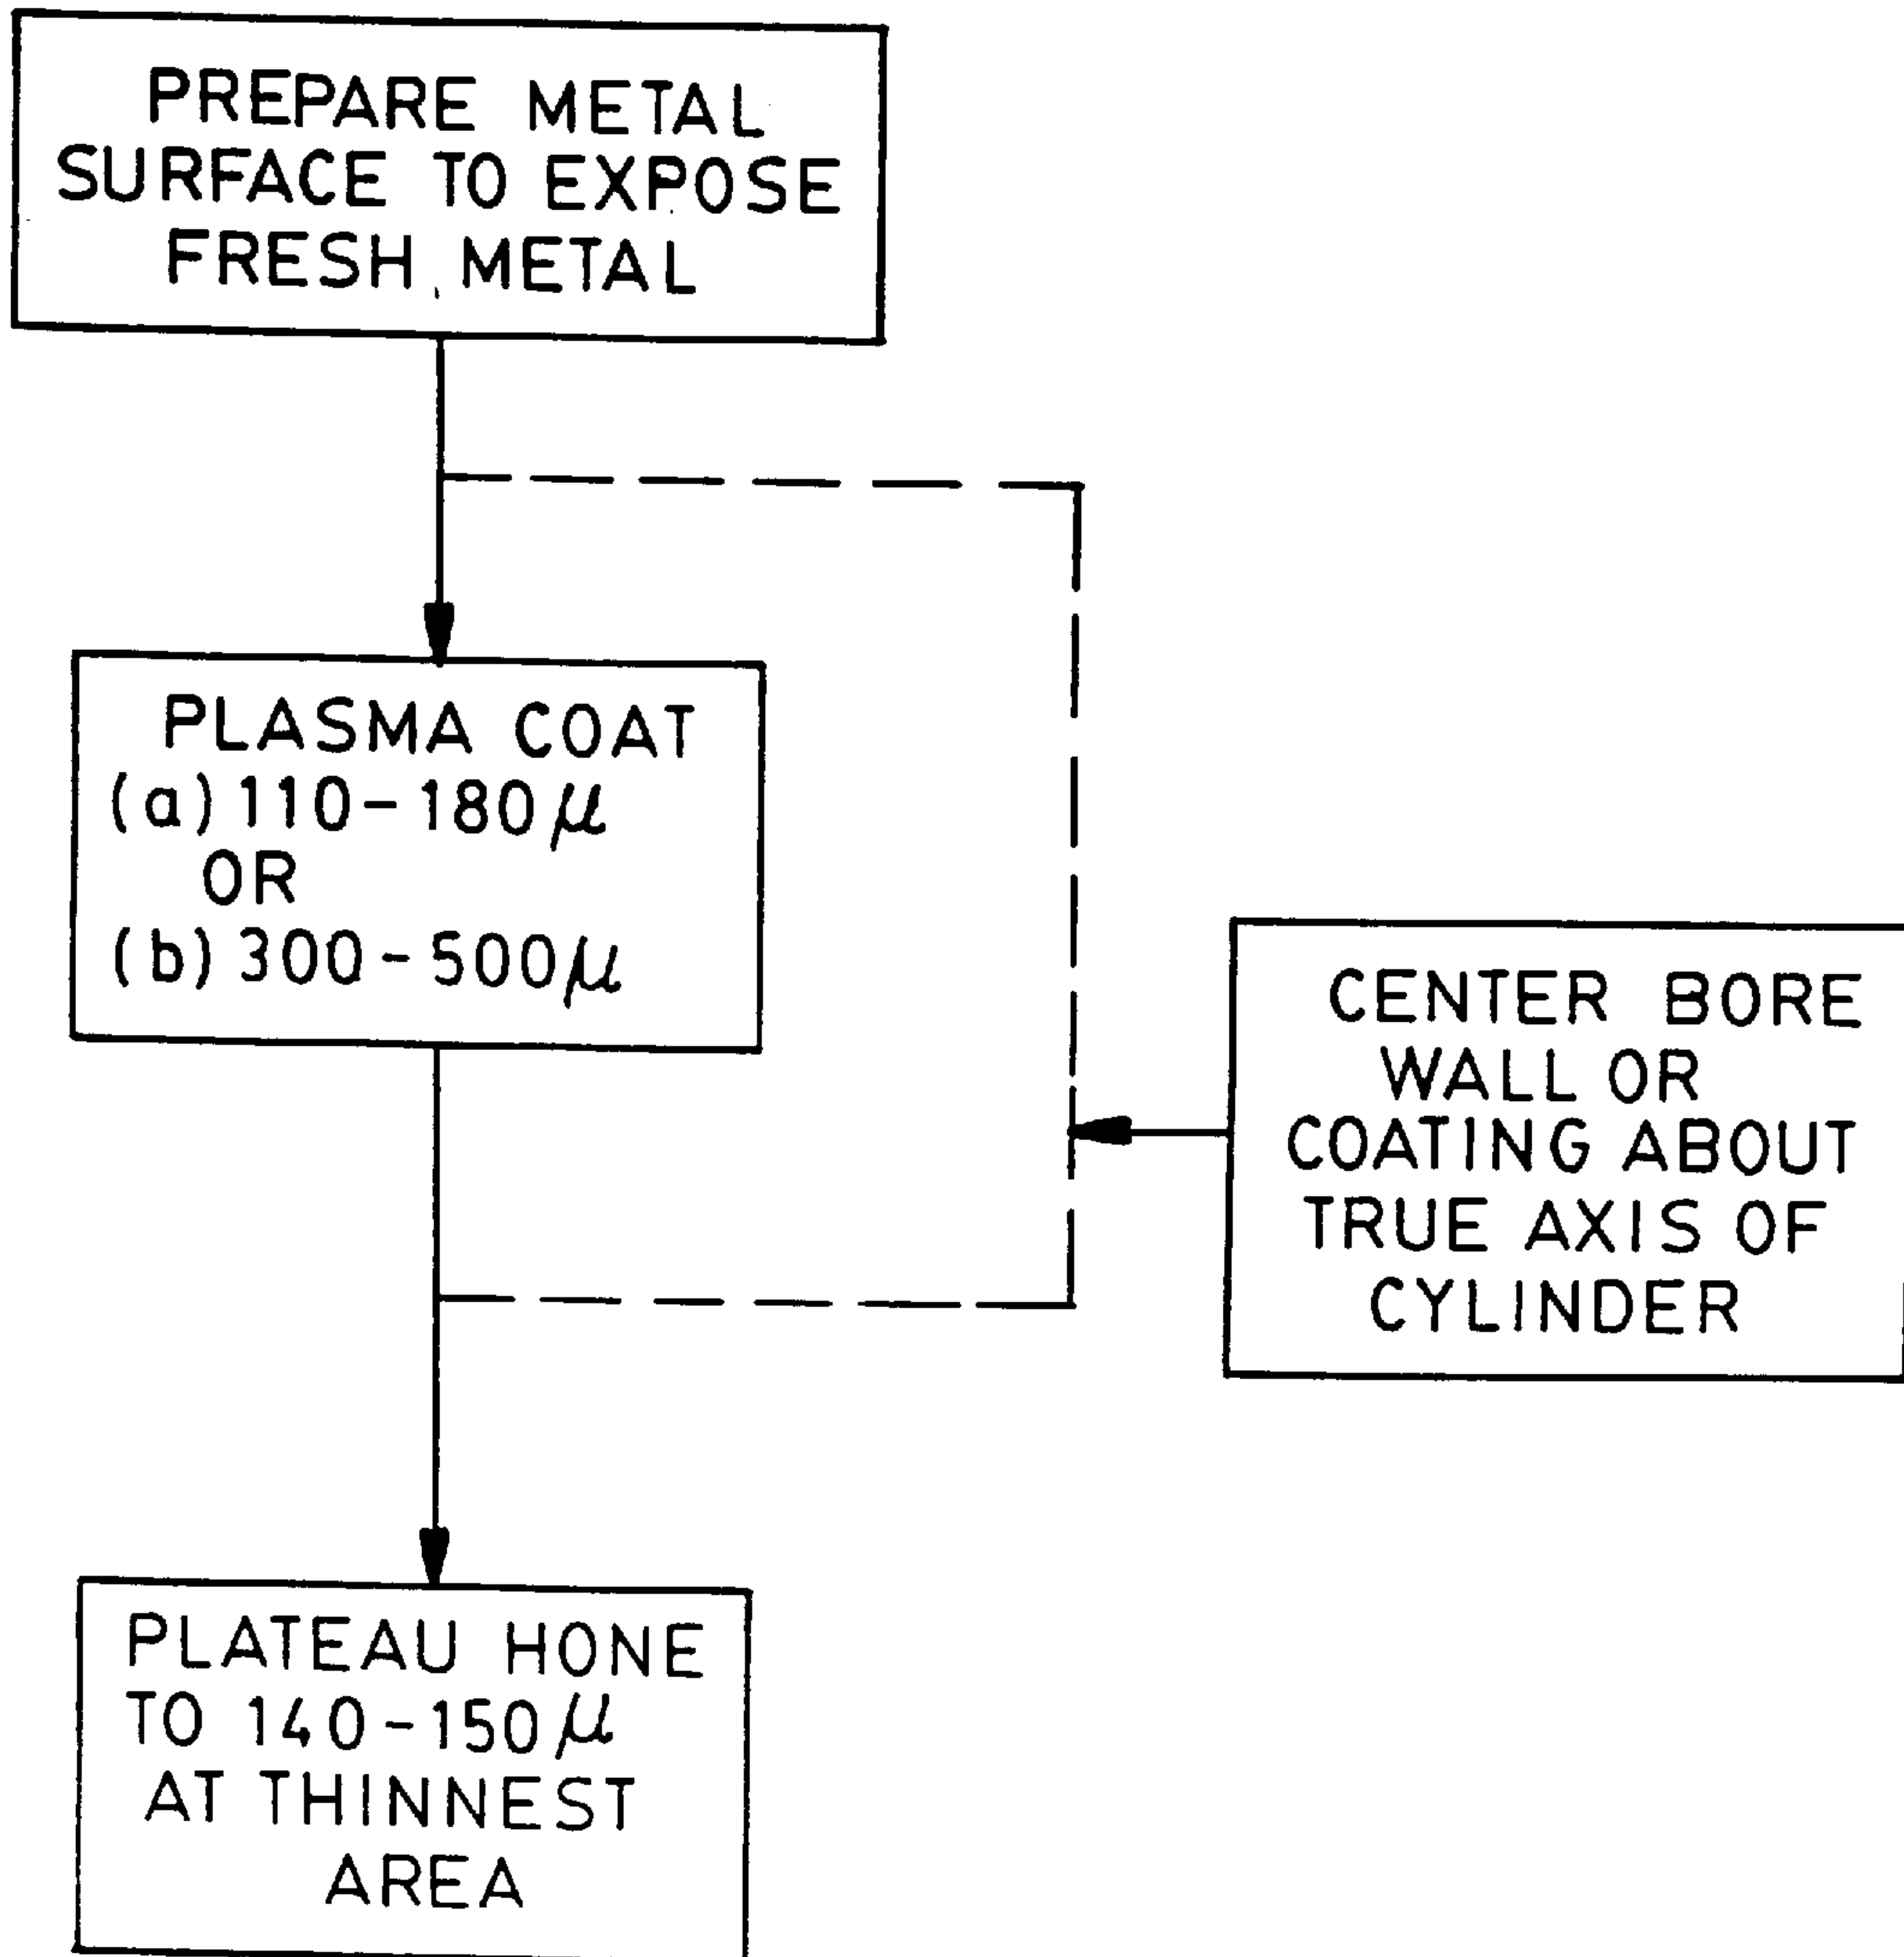 PREPARE METAL
SURFACE TO EXPOSE
FRESH METAL
PLASMA COAT
(a) 110-180μ
OR
(b) 300-500μ
CENTER BORE
WALL OR
COATING ABOUT
TRUE AXIS OF
CYLINDER
PLATEAU HONE
TO 140-150μ
AT THINNEST
AREA